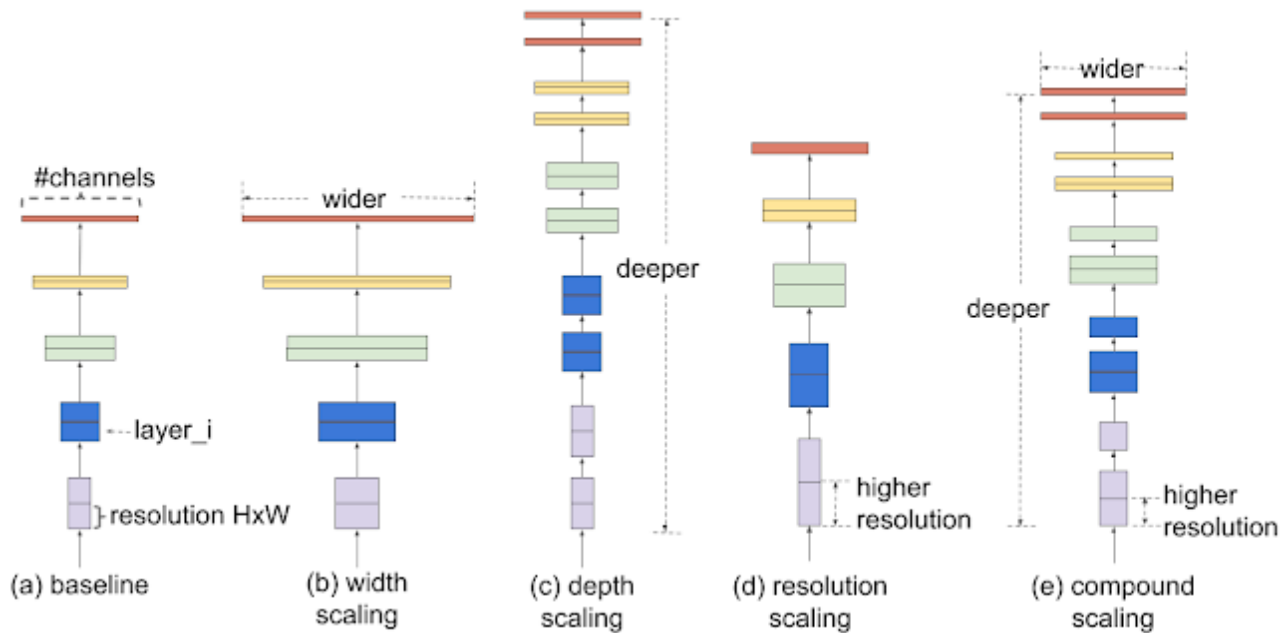 #channels
layer_i
resolution HxW
(a) baseline
wider
(b) width
scaling
deeper
(c) depth
scaling
higher
resolution
(d) resolution
scaling
wider
deeper
higher
resolution
(e) compound
scaling